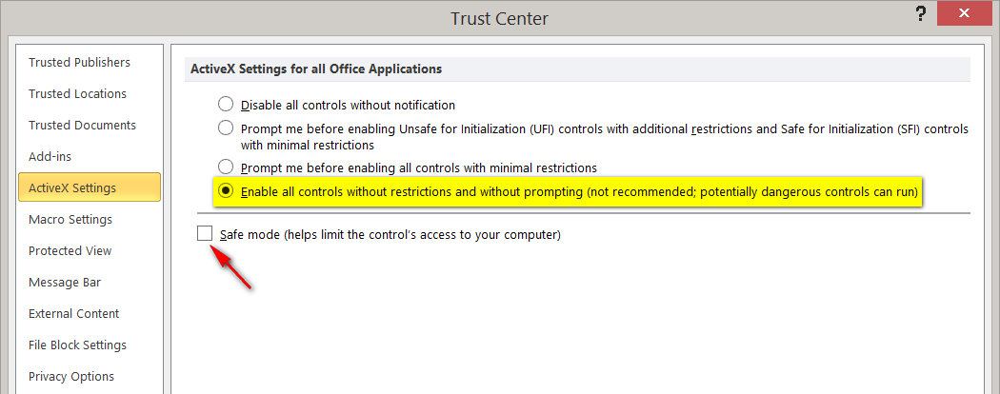 Trust Center
?
Trusted Publishers
Trusted Locations
Trusted Documents
Add-ins
ActiveX Settings
Macro Settings
Protected View
Message Bar
External Content
File Block Settings
Privacy Options
ActiveX Settings for all Office Applications
Disable all controls without notification
Prompt me before enabling Unsafe for Initialization (UFI) controls with additional restrictions and Safe for Initialization (SFI) controls
with minimal restrictions
Prompt me before enabling all controls with minimal restrictions
Enable all controls without restrictions and without prompting (not recommended; potentially dangerous controls can run)
Safe mode (helps limit the control's access to your computer)